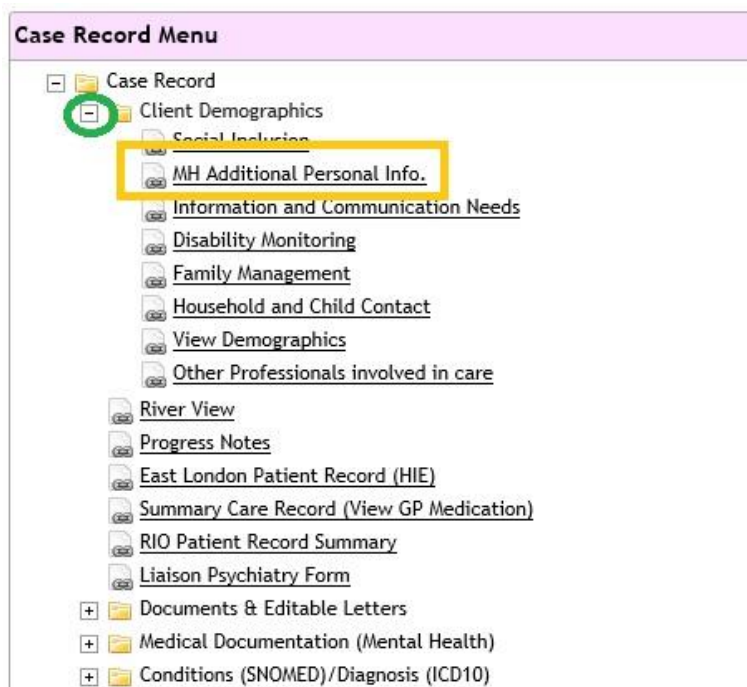 Case Record Menu
Case Record
Client Demographics
Social Inclusion
MH Additional Personal Info.
Information and Communication Needs
Disability Monitoring
Family Management
Household and Child Contact
View Demographics
Other Professionals involved in care
River View
Progress Notes
East London Patient Record (HIE)
Summary Care Record (View GP Medication)
RIO Patient Record Summary
Liaison Psychiatry Form
Documents & Editable Letters
Medical Documentation (Mental Health)
Conditions (SNOMED)/Diagnosis (ICD10)